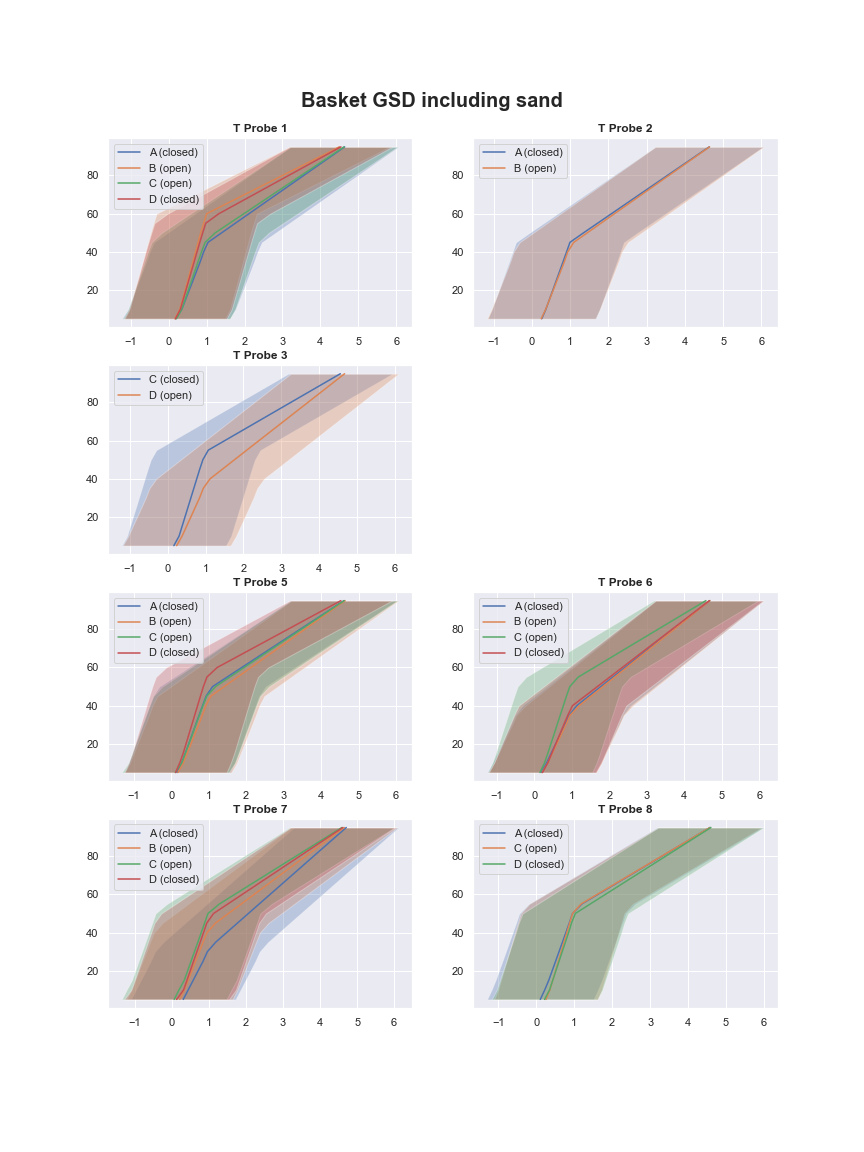 Basket GSD including sand
T Probe 1
A (closed)
B (open)
C (open)
D (closed)
80
60
40
20
−1 0 1 2 3 4 5 6
T Probe 2
A (closed)
B (open)
80
60
40
20
−1 0 1 2 3 4 5 6
T Probe 3
C (closed)
D (open)
80
60
40
20
−1 0 1 2 3 4 5 6
T Probe 5
A (closed)
B (open)
C (open)
D (closed)
80
60
40
20
−1 0 1 2 3 4 5 6
T Probe 6
A (closed)
B (open)
C (open)
D (closed)
80
60
40
20
−1 0 1 2 3 4 5 6
T Probe 7
A (closed)
B (open)
C (open)
D (closed)
80
60
40
20
−1 0 1 2 3 4 5 6
T Probe 8
A (closed)
C (open)
D (closed)
80
60
40
20
−1 0 1 2 3 4 5 6